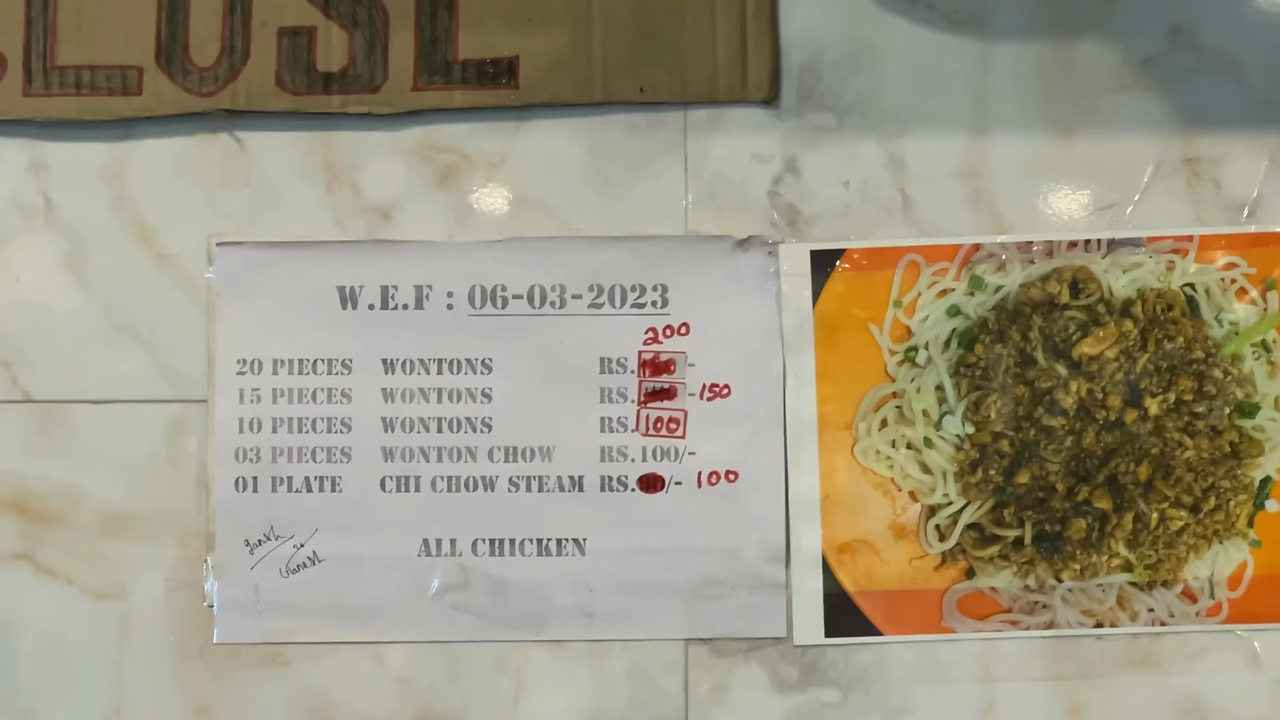 CLOSE
W.E.F : 06-03-2023
200
20 PIECES WONTONS RS. -
15 PIECES WONTONS RS. -150
10 PIECES WONTONS RS. 100
03 PIECES WONTON CHOW RS.100/-
01 PLATE CHI CHOW STEAM RS. /- 100
ALL CHICKEN